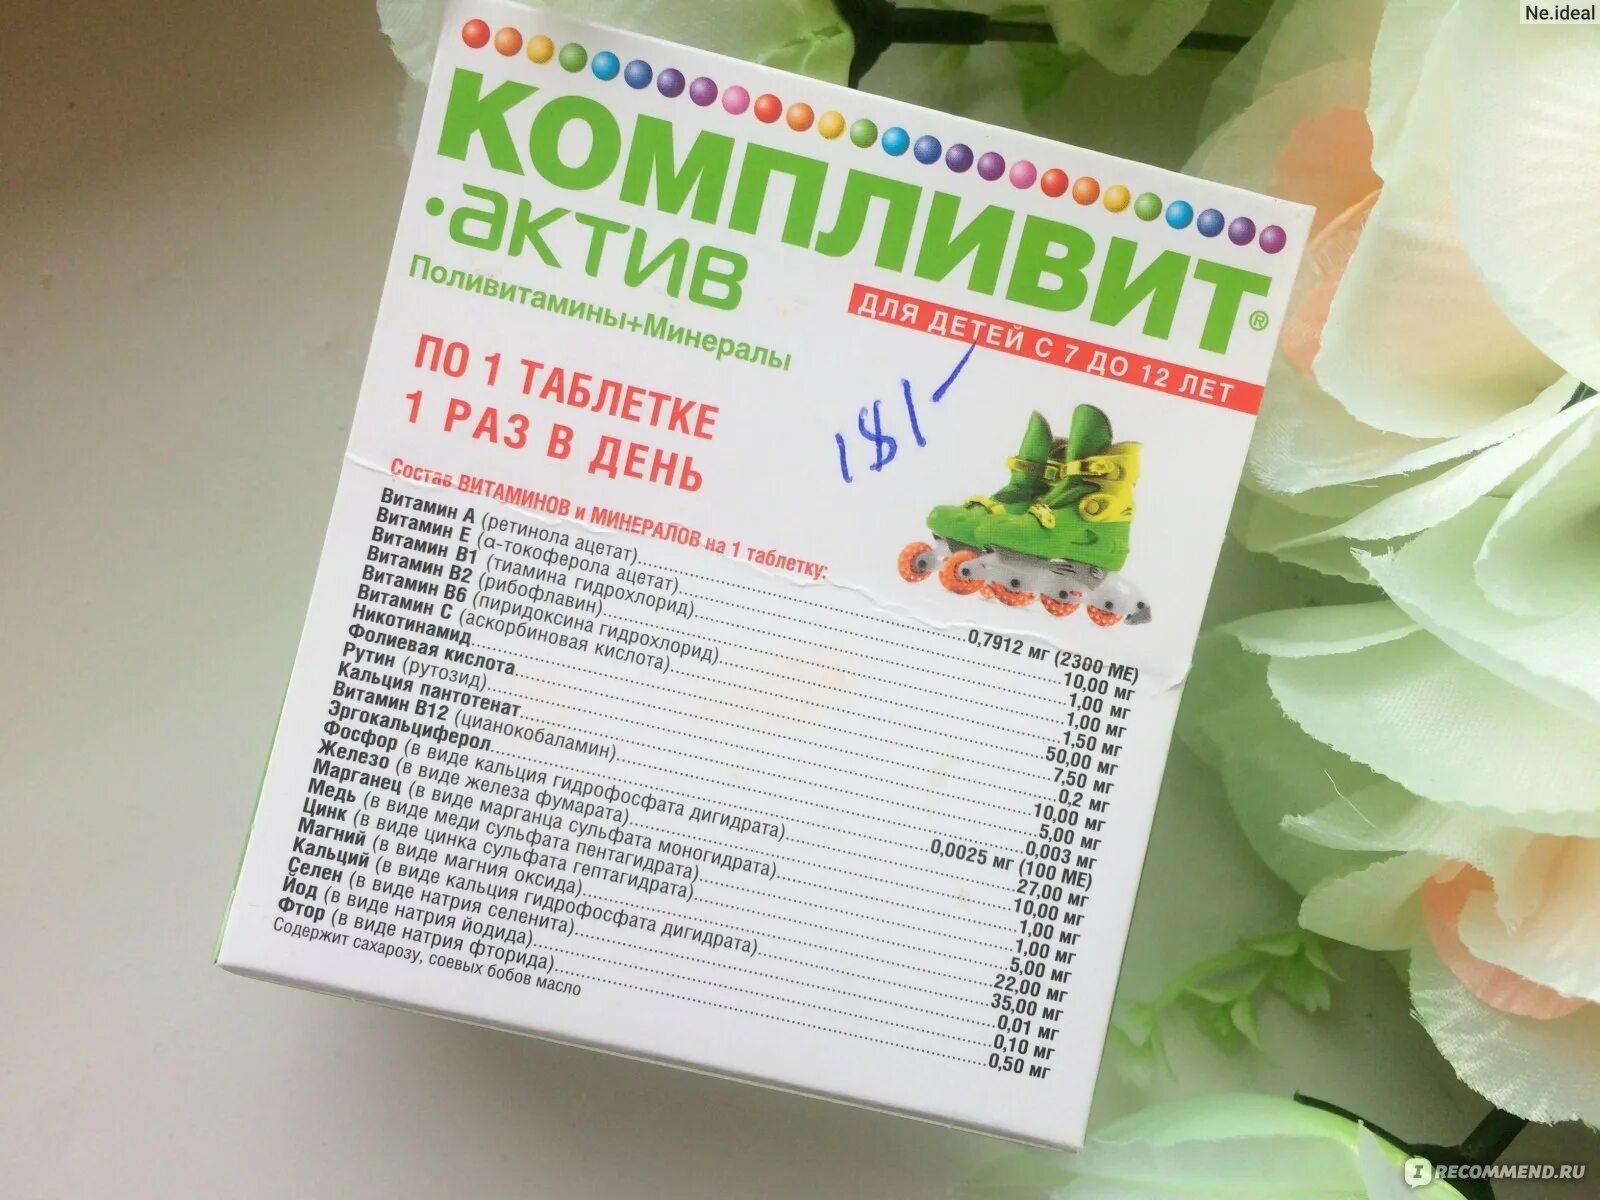 Ne.ideal
КОМПЛИВИТ®
·актив
Поливитамины+Минералы
ДЛЯ ДЕТЕЙ С 7 ДО 12 ЛЕТ
ПО 1 ТАБЛЕТКЕ
1 РАЗ В ДЕНЬ
181-
Состав ВИТАМИНОВ и МИНЕРАЛОВ на 1 таблетку:
Витамин А (ретинола ацетат) 0,7912 мг (2300 МЕ)
Витамин Е (α-токоферола ацетат) 10,00 мг
Витамин В1 (тиамина гидрохлорид) 1,00 мг
Витамин В2 (рибофлавин) 1,00 мг
Витамин В6 (пиридоксина гидрохлорид) 1,50 мг
Витамин С (аскорбиновая кислота) 50,00 мг
Никотинамид 7,50 мг
Фолиевая кислота 0,2 мг
Рутин (рутозид) 10,00 мг
Кальция пантотенат 5,00 мг
Витамин В12 (цианокобаламин) 0,003 мг
Эргокальциферол 0,0025 мг (100 МЕ)
Фосфор (в виде кальция гидрофосфата дигидрата) 27,00 мг
Железо (в виде железа фумарата) 10,00 мг
Марганец (в виде марганца сульфата моногидрата) 1,00 мг
Медь (в виде меди сульфата пентагидрата) 1,00 мг
Цинк (в виде цинка сульфата гептагидрата) 5,00 мг
Магний (в виде магния оксида) 22,00 мг
Кальций (в виде кальция гидрофосфата дигидрата) 35,00 мг
Селен (в виде натрия селенита) 0,01 мг
Йод (в виде натрия йодида) 0,10 мг
Фтор (в виде натрия фторида) 0,50 мг
Содержит сахарозу, соевых бобов масло
IRECOMMEND.RU